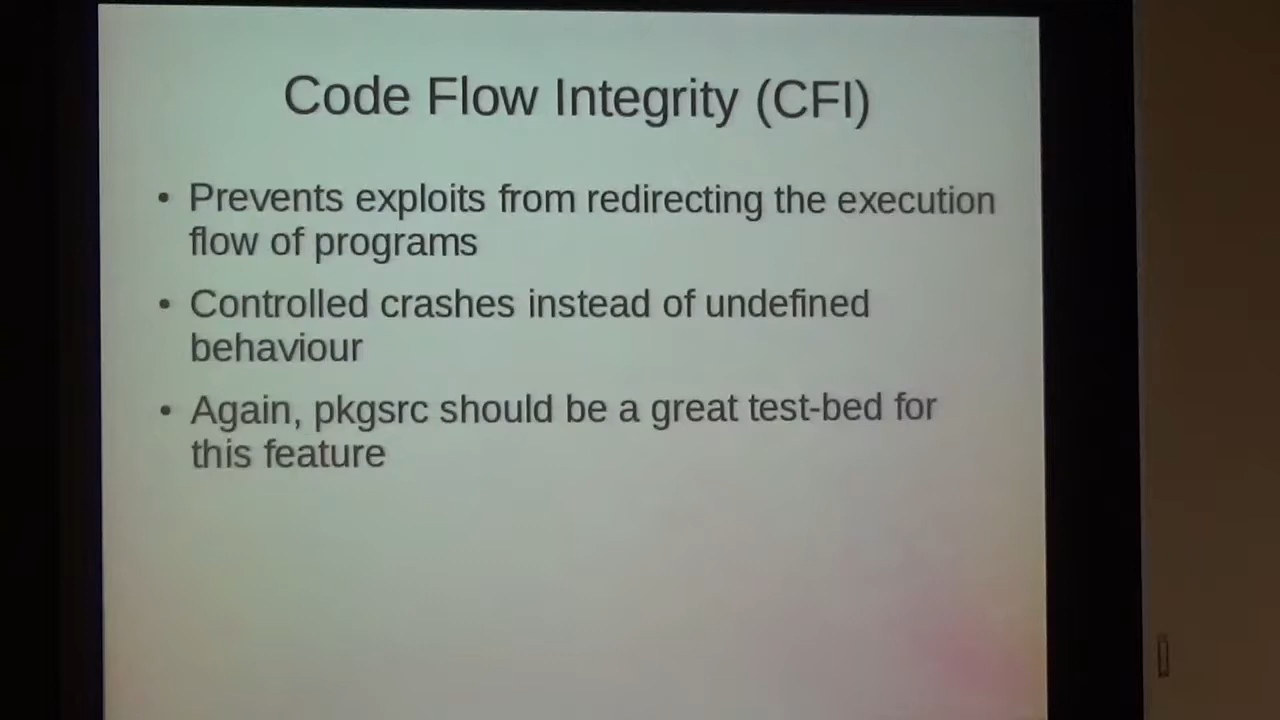 Code Flow Integrity (CFI)
• Prevents exploits from redirecting the execution
flow of programs
• Controlled crashes instead of undefined
behaviour
• Again, pkgsrc should be a great test-bed for
this feature